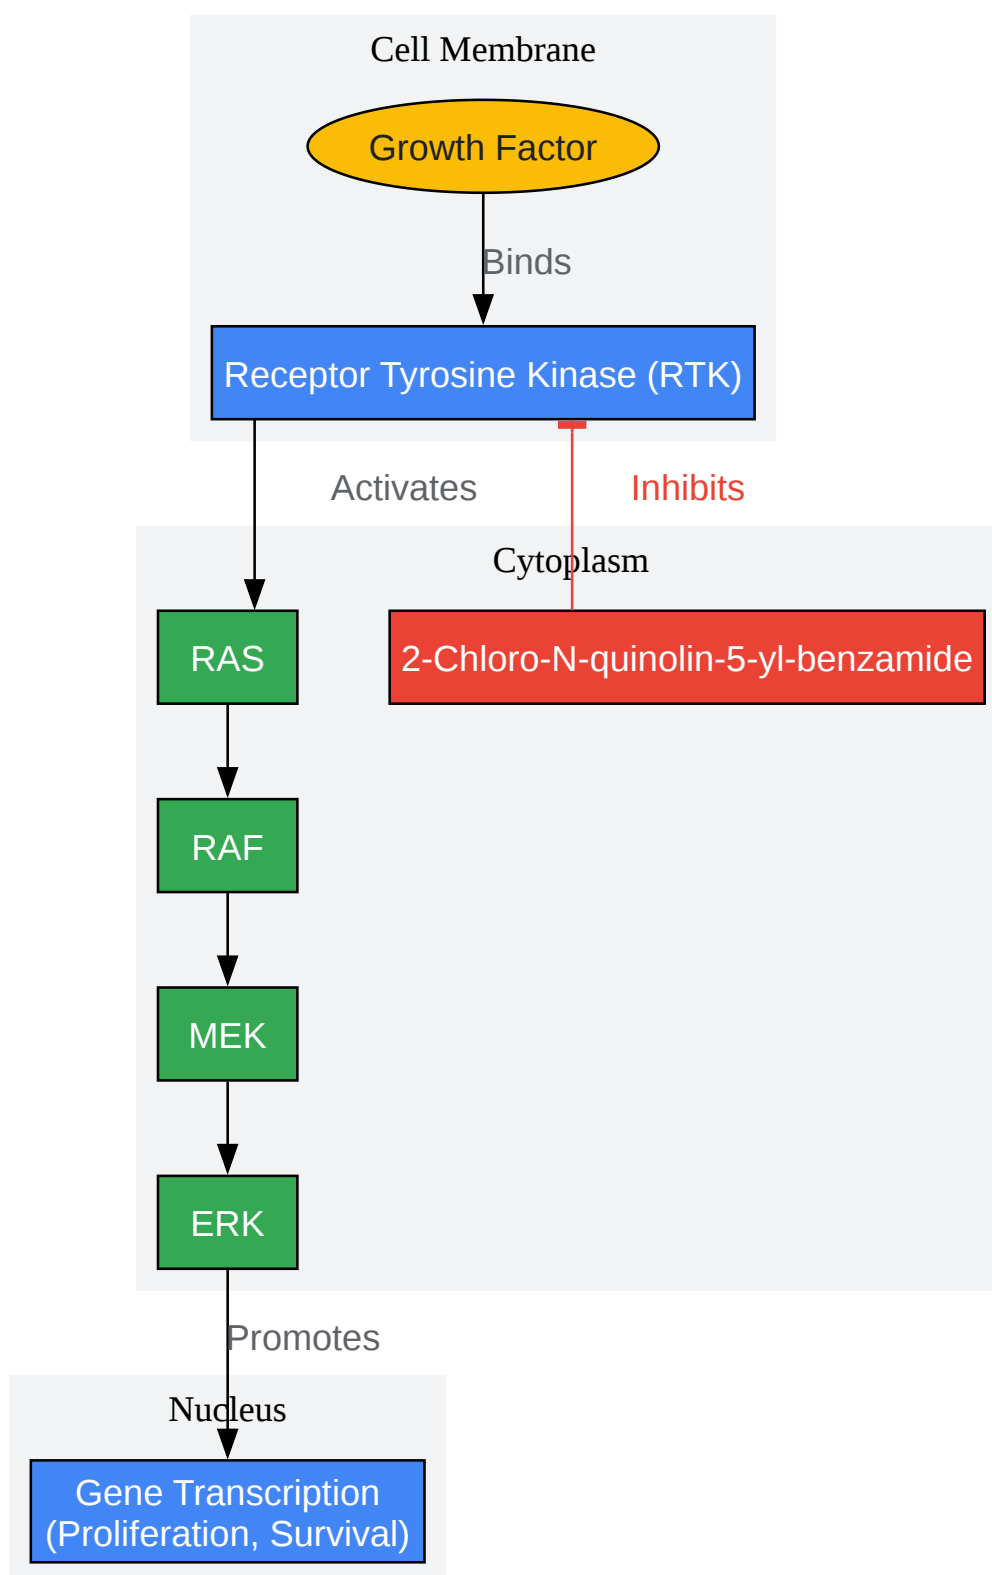 Cell Membrane
Growth Factor
Binds
Receptor Tyrosine Kinase (RTK)
Activates
Inhibits
Cytoplasm
RAS
2-Chloro-N-quinolin-5-yl-benzamide
RAF
MEK
ERK
Promotes
Nucleus
Gene Transcription
(Proliferation, Survival)